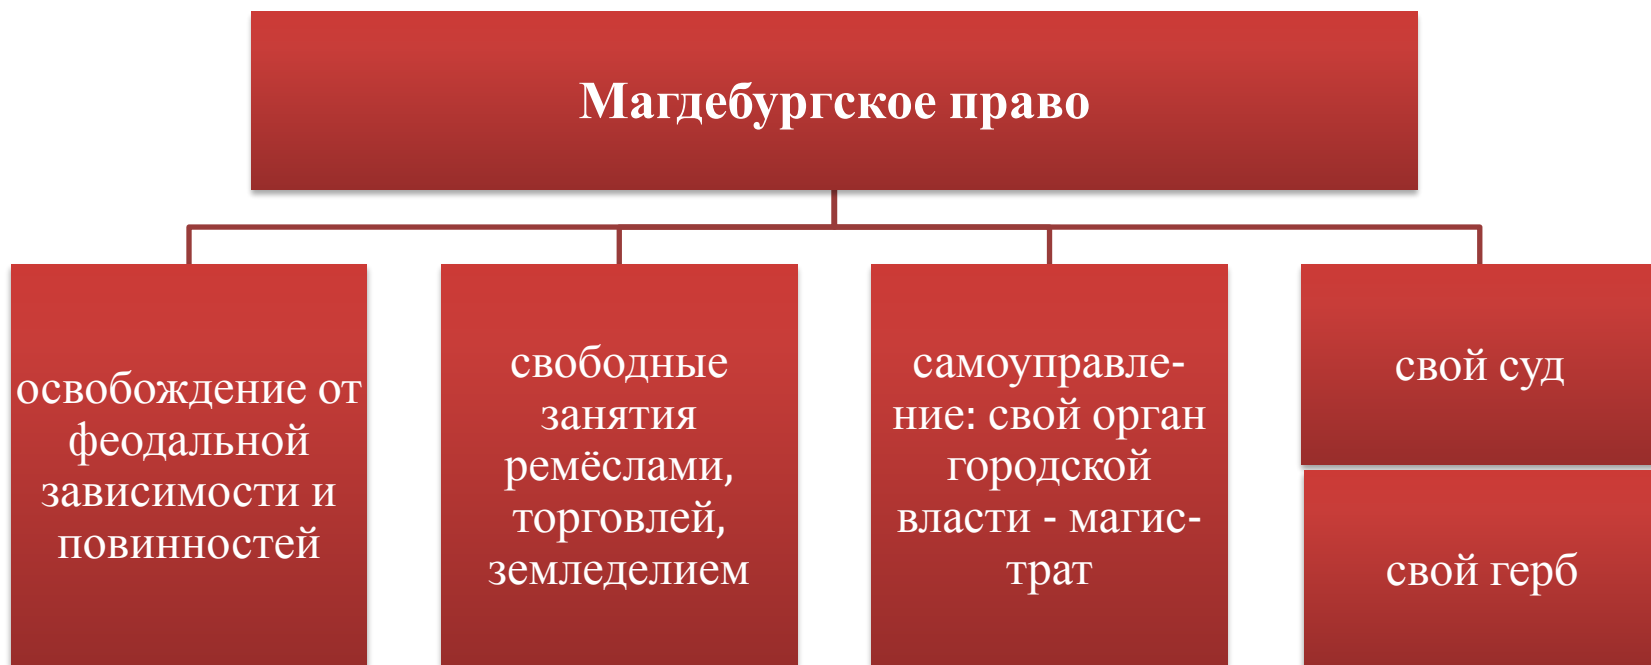 Магдебургское право
освобождение от
феодальной
зависимости и
повинностей
свободные
занятия
ремёслами,
торговлей,
земледелием
самоуправле-
ние: свой орган
городской
власти - магис-
трат
свой суд
свой герб